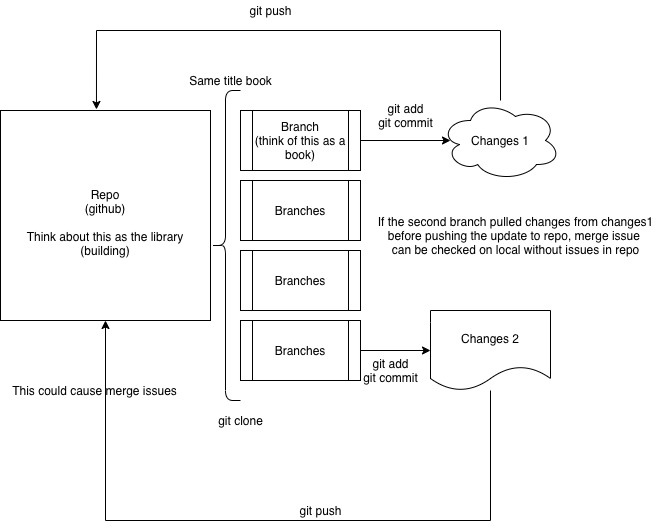 git push
Same title book
git add
git commit
Branch
(think of this as a
book)
Changes 1
Repo
(github)
Think about this as the library
(building)
Branches
If the second branch pulled changes from changes1
before pushing the update to repo, merge issue
can be checked on local without issues in repo
Branches
Branches
Changes 2
git add
git commit
This could cause merge issues
git clone
git push